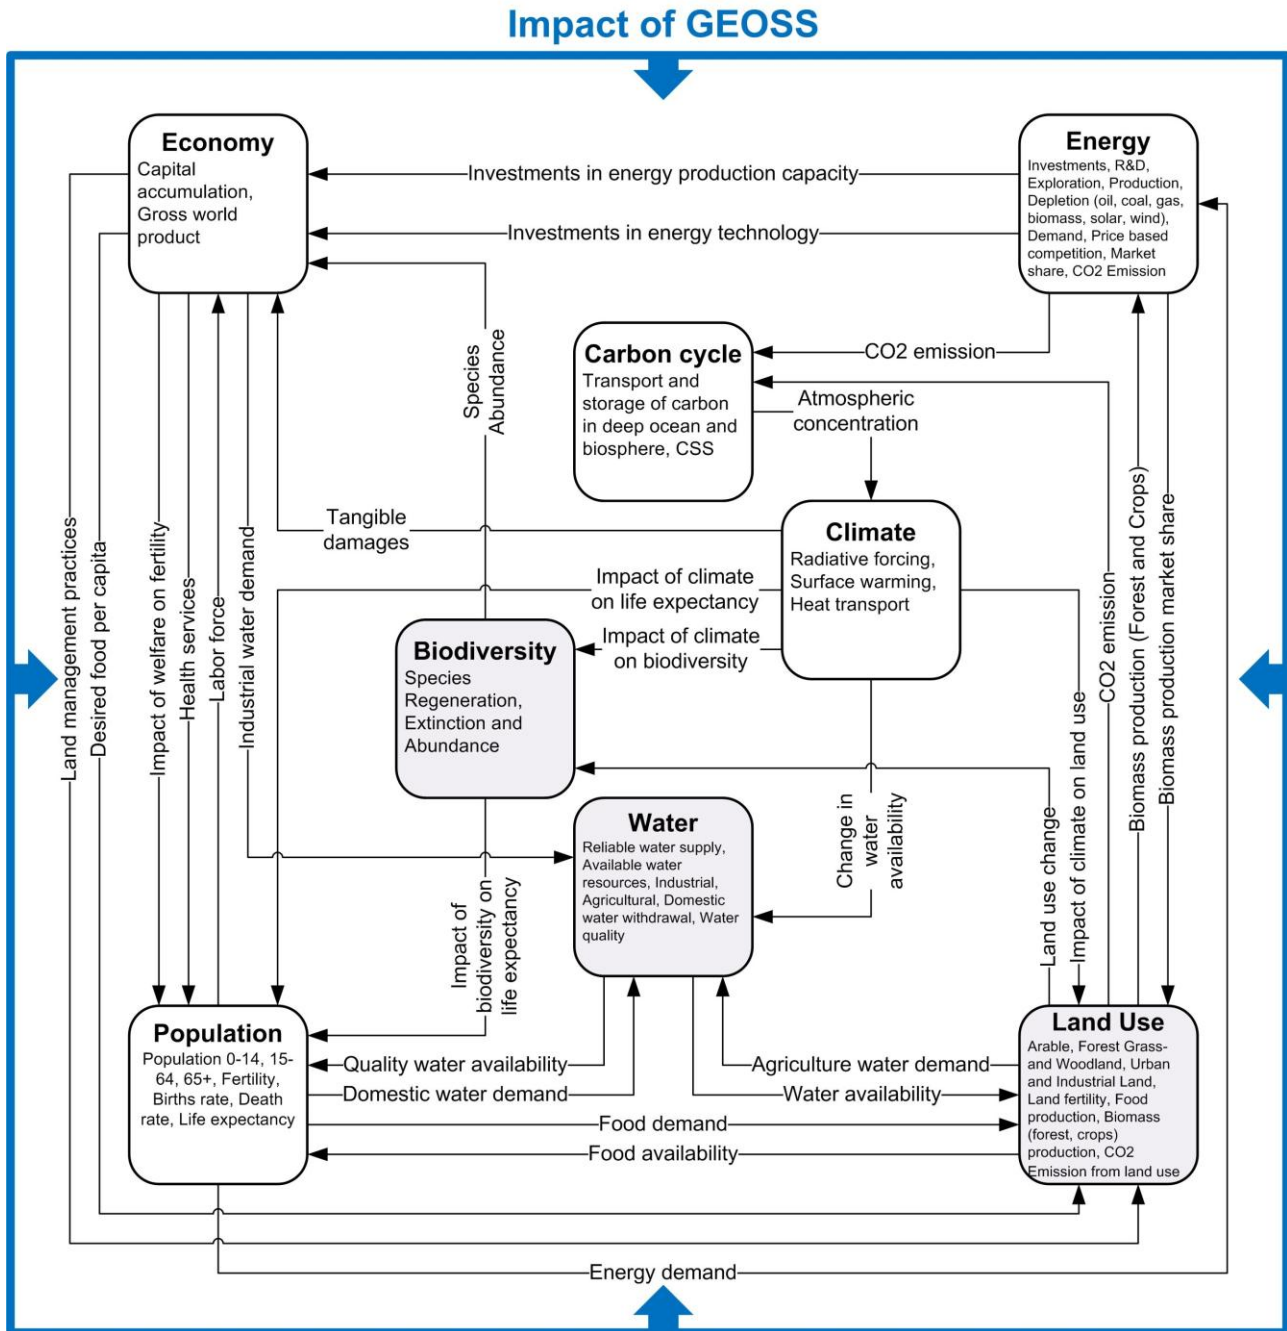 Impact of GEOSS
Economy
Capital
accumulation,
Gross world
product
Energy
Investments, R&D,
Exploration, Production,
Depletion (oil, coal, gas,
biomass, solar, wind),
Demand, Price based
competition, Market
share, CO2 Emission
Investments in energy production capacity
Investments in energy technology
Species
Abundance
Carbon cycle
Transport and
storage of carbon
in deep ocean and
biosphere, CSS
CO2 emission
Atmospheric
concentration
Tangible
damages
Climate
Radiative forcing,
Surface warming,
Heat transport
Impact of climate
on life expectancy
Impact of climate
on biodiversity
Biodiversity
Species
Regeneration,
Extinction and
Abundance
Land management practices
Desired food per capita
Impact of welfare on fertility
Health services
Labor force
Industrial water demand
Water
Reliable water supply,
Available water
resources, Industrial,
Agricultural, Domestic
water withdrawal, Water
quality
Change in
water
availability
Land use change
Impact of climate on land use
CO2 emission
Biomass production (Forest and Crops)
Biomass production market share
Impact of
biodiversity on
life expectancy
Population
Population 0-14, 15-
64, 65+, Fertility,
Births rate, Death
rate, Life expectancy
Quality water availability
Domestic water demand
Agriculture water demand
Water availability
Food demand
Food availability
Land Use
Arable, Forest Grass-
and Woodland, Urban
and Industrial Land,
Land fertility, Food
production, Biomass
(forest, crops)
production, CO2
Emission from land use
Energy demand